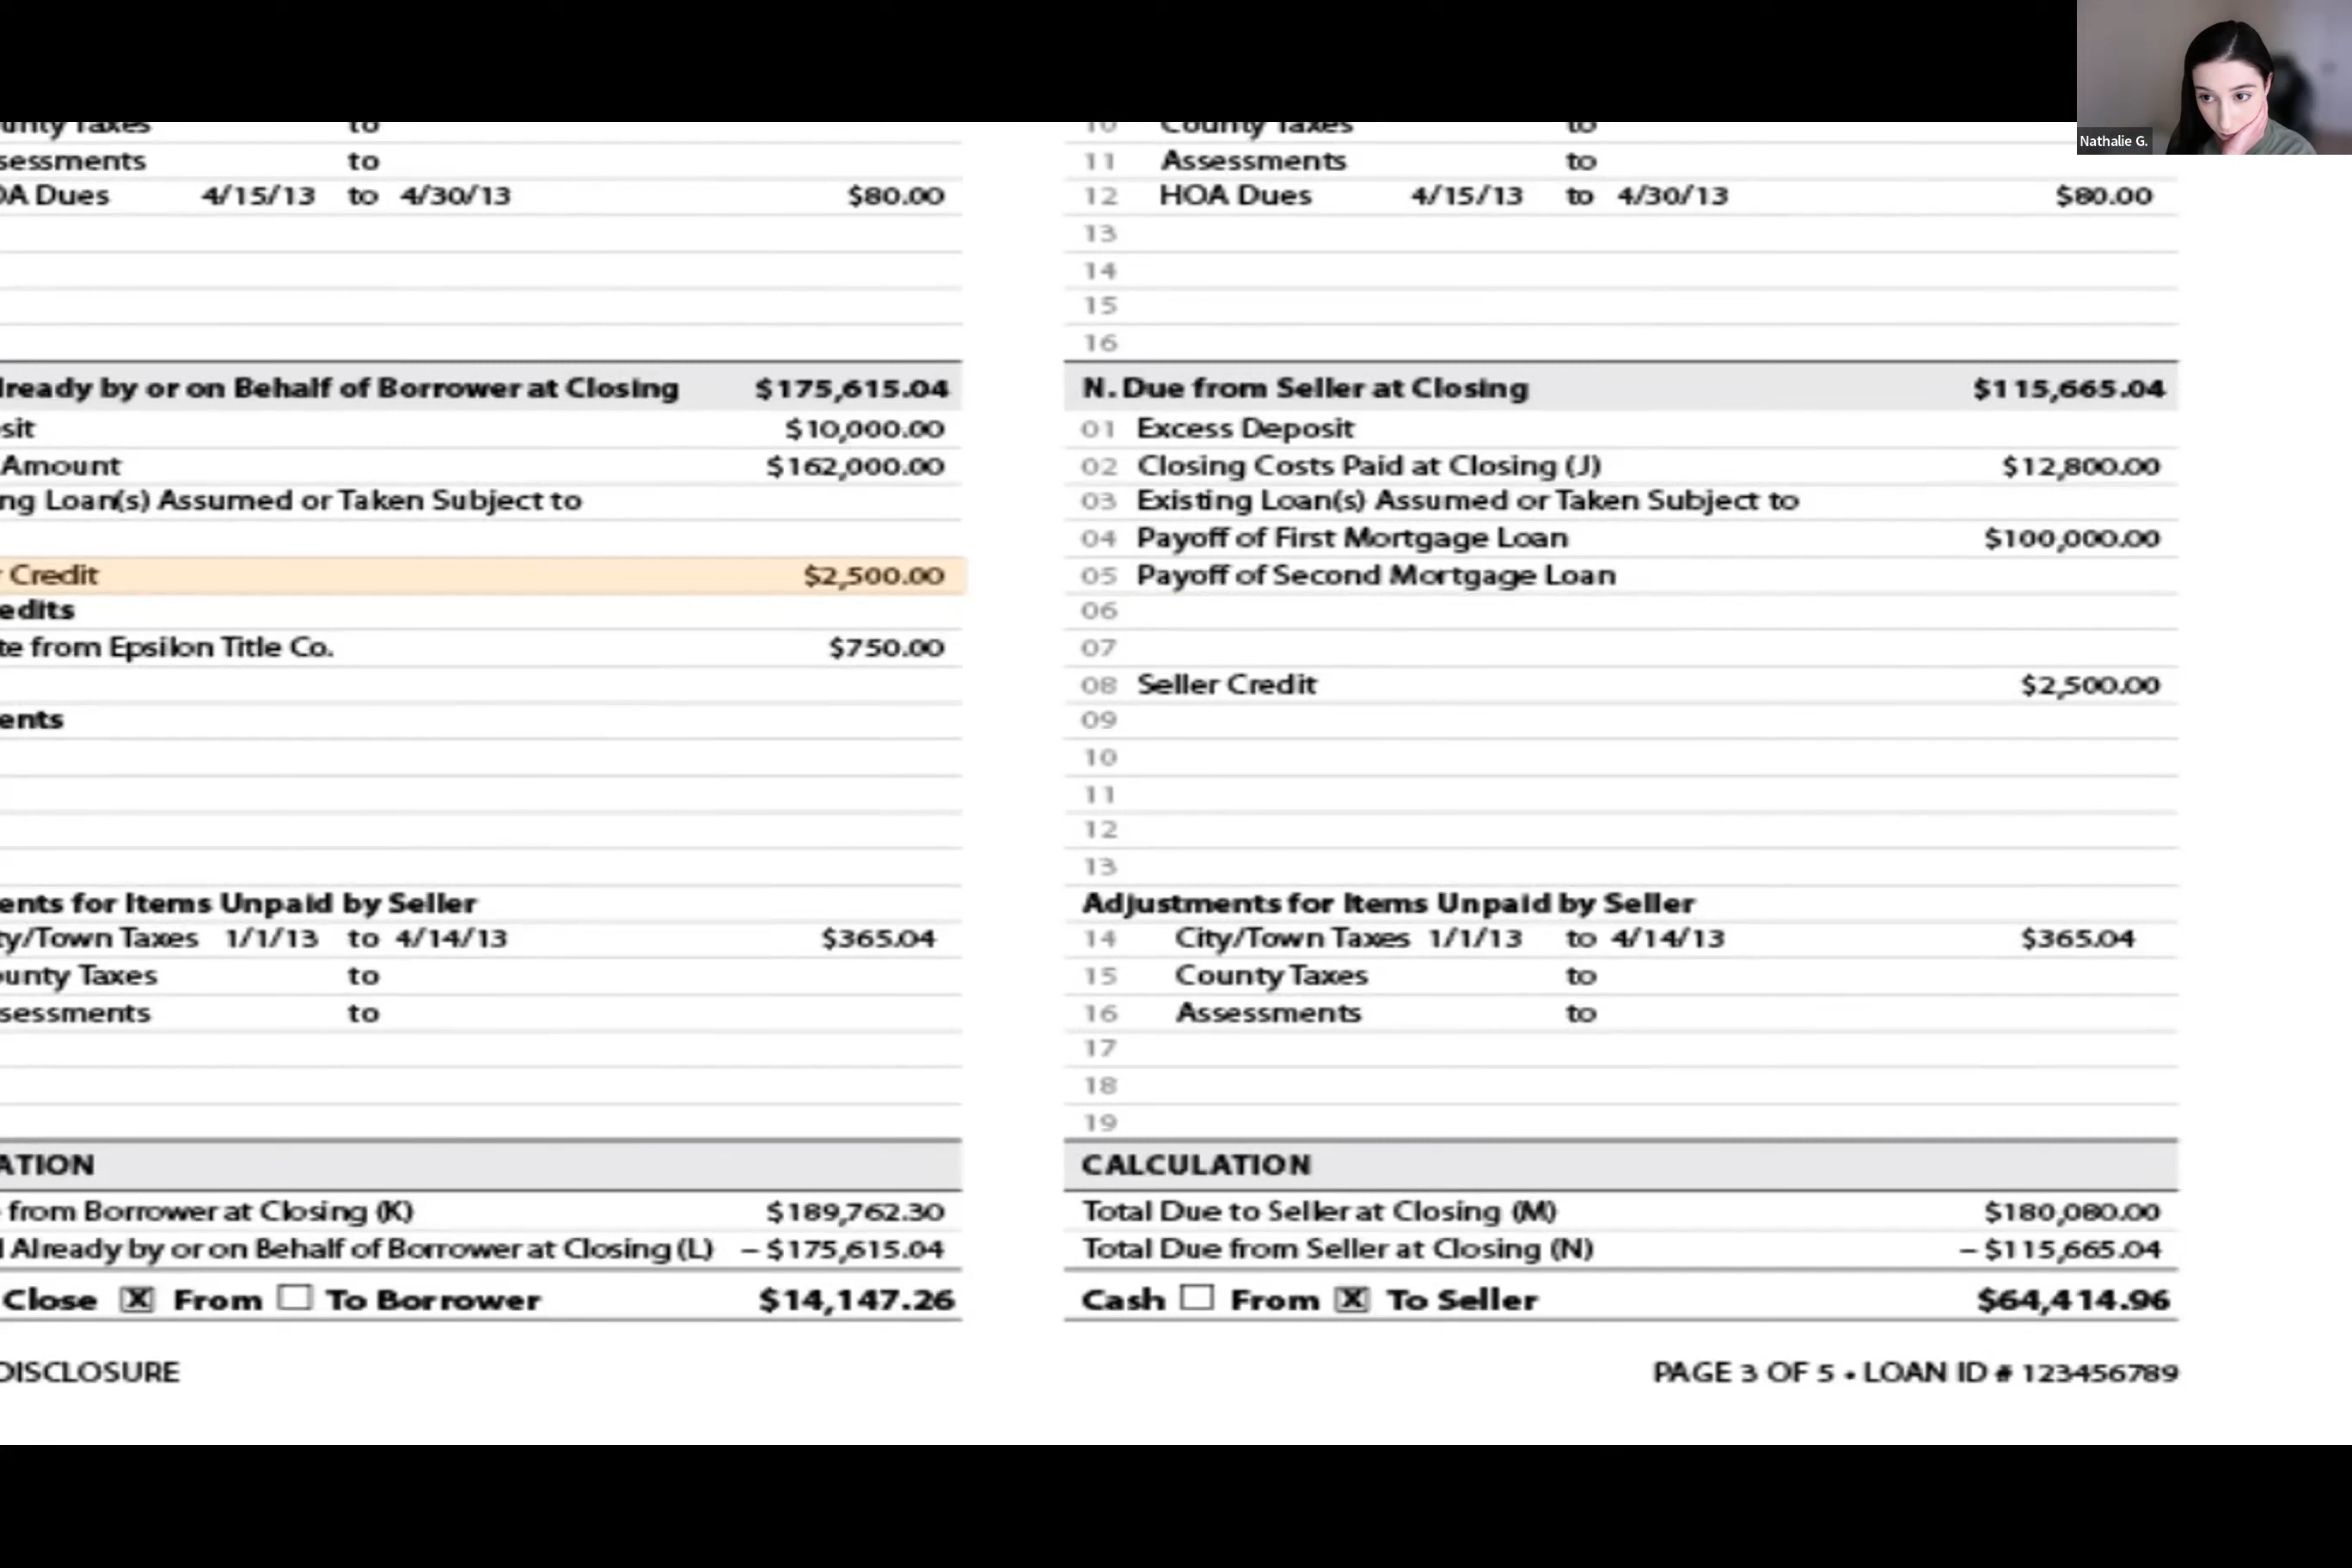 Nathalie G.
unty Taxes to
sessments to
OA Dues 4/15/13 to 4/30/13 $80.00
lready by or on Behalf of Borrower at Closing $175,615.04
sit $10,000.00
Amount $162,000.00
ng Loan(s) Assumed or Taken Subject to
r Credit $2,500.00
edits
te from Epsilon Title Co. $750.00
ents
ents for Items Unpaid by Seller
ty/Town Taxes 1/1/13 to 4/14/13 $365.04
ounty Taxes to
sessments to
ATION
from Borrower at Closing (K) $189,762.30
l Already by or on Behalf of Borrower at Closing (L) – $175,615.04
Close X From To Borrower $14,147.26
DISCLOSURE
10 County Taxes to
11 Assessments to
12 HOA Dues 4/15/13 to 4/30/13 $80.00
13
14
15
16
N. Due from Seller at Closing $115,665.04
01 Excess Deposit
02 Closing Costs Paid at Closing (J) $12,800.00
03 Existing Loan(s) Assumed or Taken Subject to
04 Payoff of First Mortgage Loan $100,000.00
05 Payoff of Second Mortgage Loan
06
07
08 Seller Credit $2,500.00
09
10
11
12
13
Adjustments for Items Unpaid by Seller
14 City/Town Taxes 1/1/13 to 4/14/13 $365.04
15 County Taxes to
16 Assessments to
17
18
19
CALCULATION
Total Due to Seller at Closing (M) $180,080.00
Total Due from Seller at Closing (N) – $115,665.04
Cash From X To Seller $64,414.96
PAGE 3 OF 5 • LOAN ID # 123456789